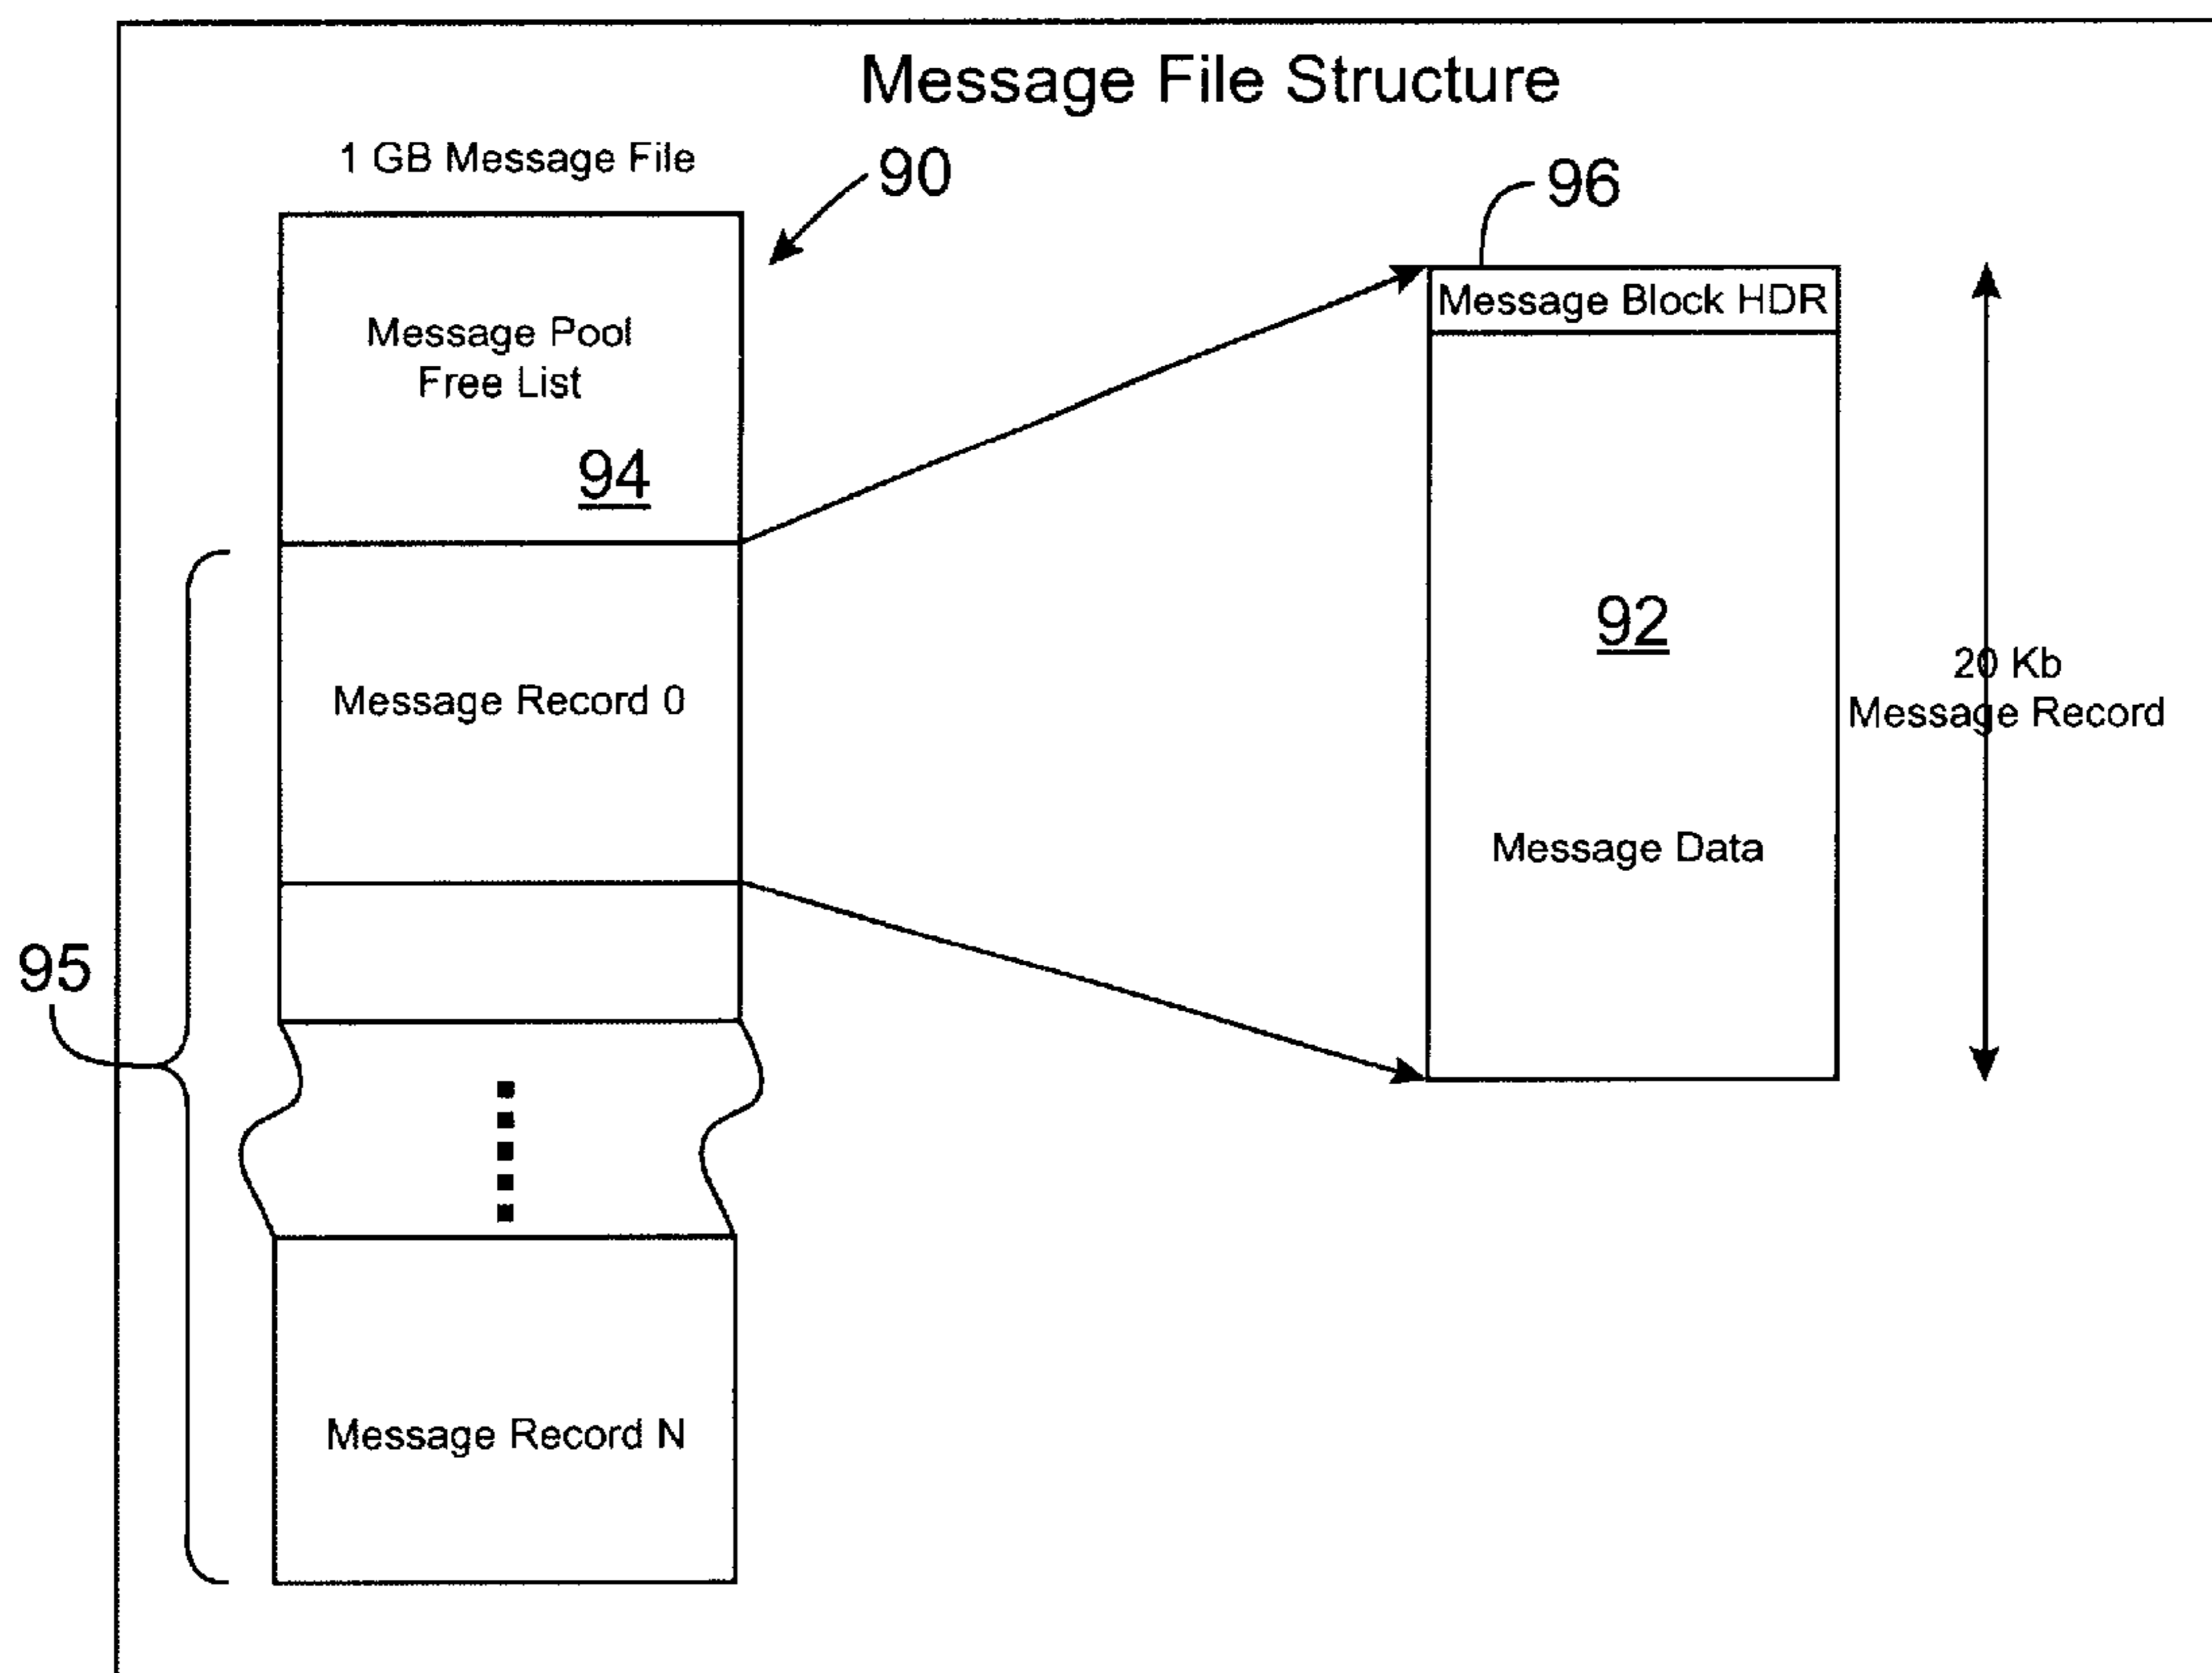 Message File Structure
1 GB Message File
90
96
Message Pool
Free List
94
Message Block HDR
92
20 Kb
Message Record
Message Record 0
Message Data
95
Message Record N